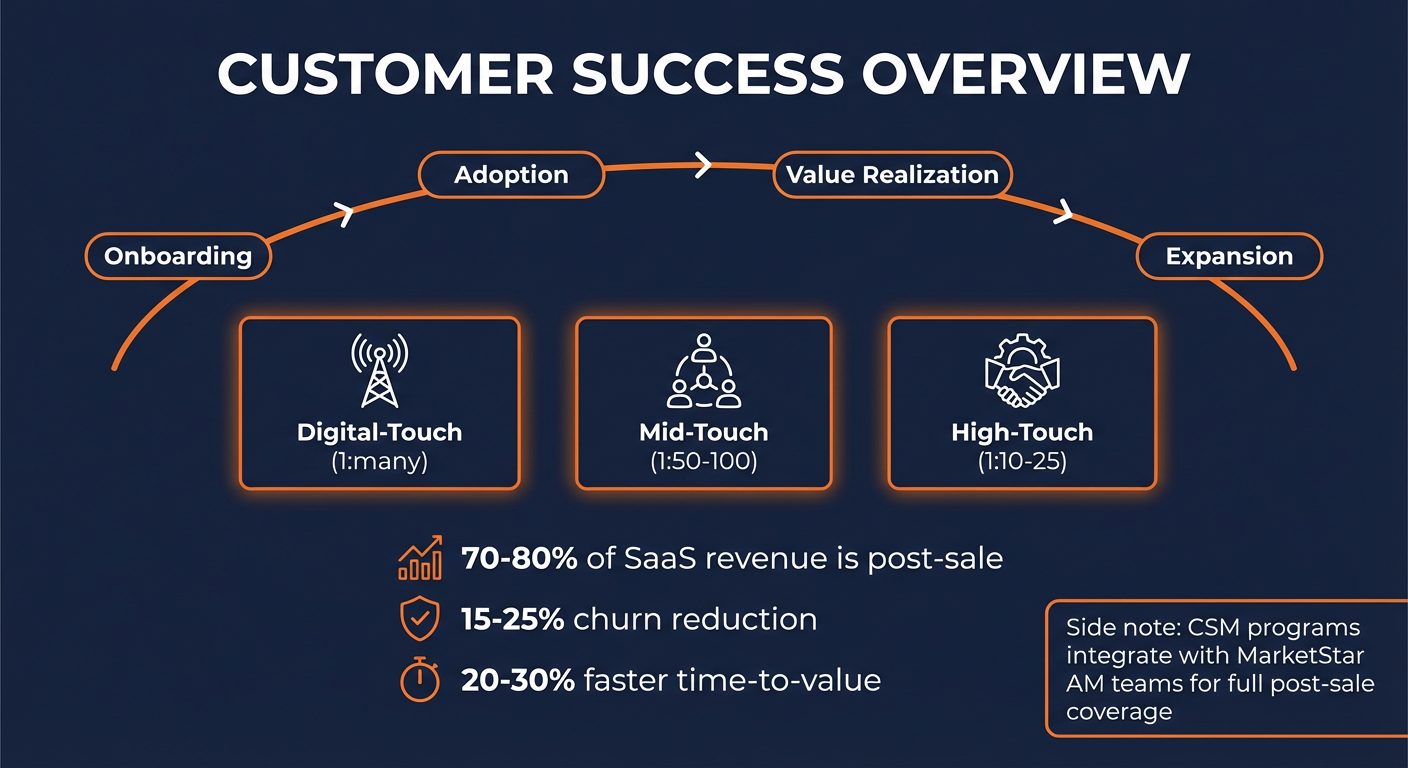 CUSTOMER SUCCESS OVERVIEW
Onboarding
Adoption
Value Realization
Expansion
Digital-Touch
(1:many)
Mid-Touch
(1:50-100)
High-Touch
(1:10-25)
70-80% of SaaS revenue is post-sale
15-25% churn reduction
20-30% faster time-to-value
Side note: CSM programs
integrate with MarketStar
AM teams for full post-sale
coverage